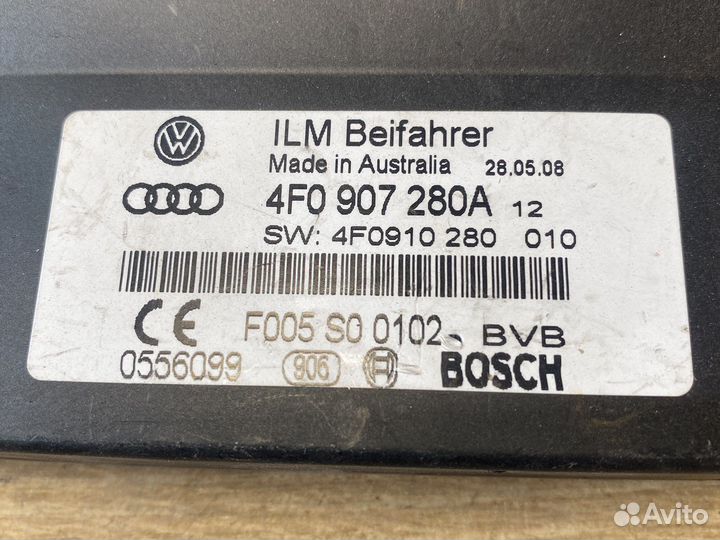 ILM Beifahrer
Made in Australia 28.05.08
4F0 907 280A 12
SW: 4F0910 280 010
CE F005 S0 0102- BVB
0556099 906 BOSCH
Avito